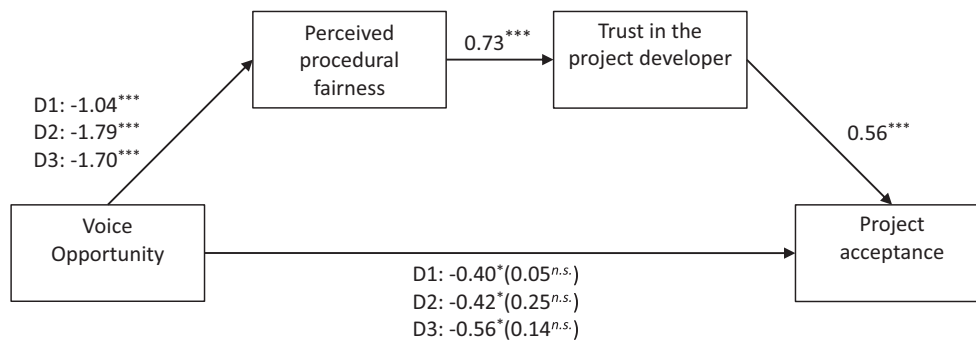 Perceived
procedural
fairness
0.73***
Trust in the
project developer
D1: -1.04***
D2: -1.79***
D3: -1.70***
0.56***
Voice
Opportunity
Project
acceptance
D1: -0.40*(0.05n.s.)
D2: -0.42*(0.25n.s.)
D3: -0.56*(0.14n.s.)